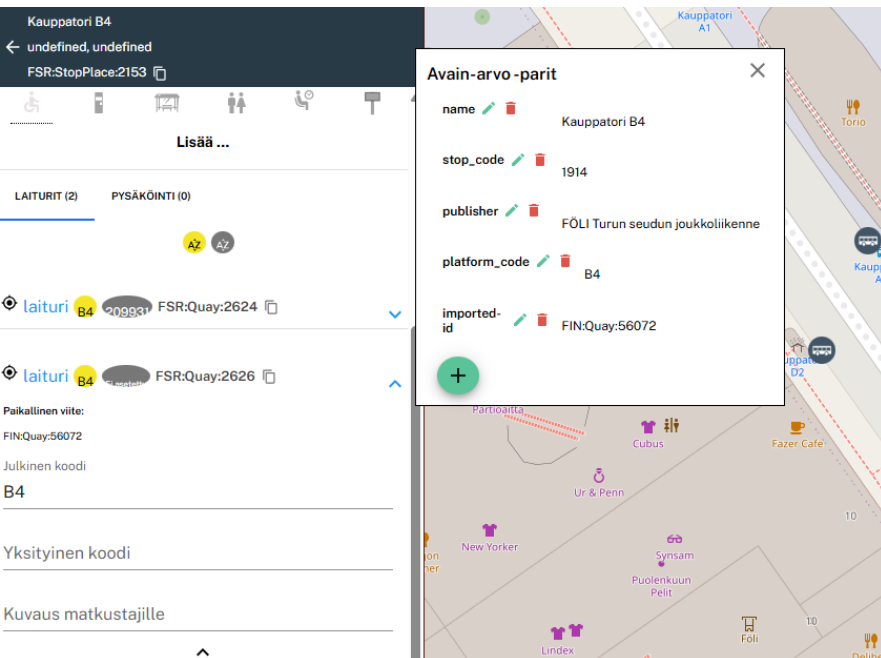 Kauppatori B4
undefined, undefined
FSR:StopPlace:2153
Lisää ...
LAITURIT (2) PYSÄKÖINTI (0)
AZ AZ
laituri B4 209931 FSR:Quay:2624
laituri B4 FSR:Quay:2626
Paikallinen viite:
FIN:Quay:56072
Julkinen koodi
B4
Yksityinen koodi
Kuvaus matkustajille
Avain-arvo -parit
name
Kauppatori B4
stop_code
1914
publisher
FÖLI Turun seudun joukkoliikenne
platform_code
B4
imported-
id
FIN:Quay:56072
+
Kauppatori
A1
Torio
D2
Partioaitta
Cubus
Fazer Café
Ur & Penn
10
New Yorker
Synsam
Puolenkuun
Pelit
10
Föli
Lindex